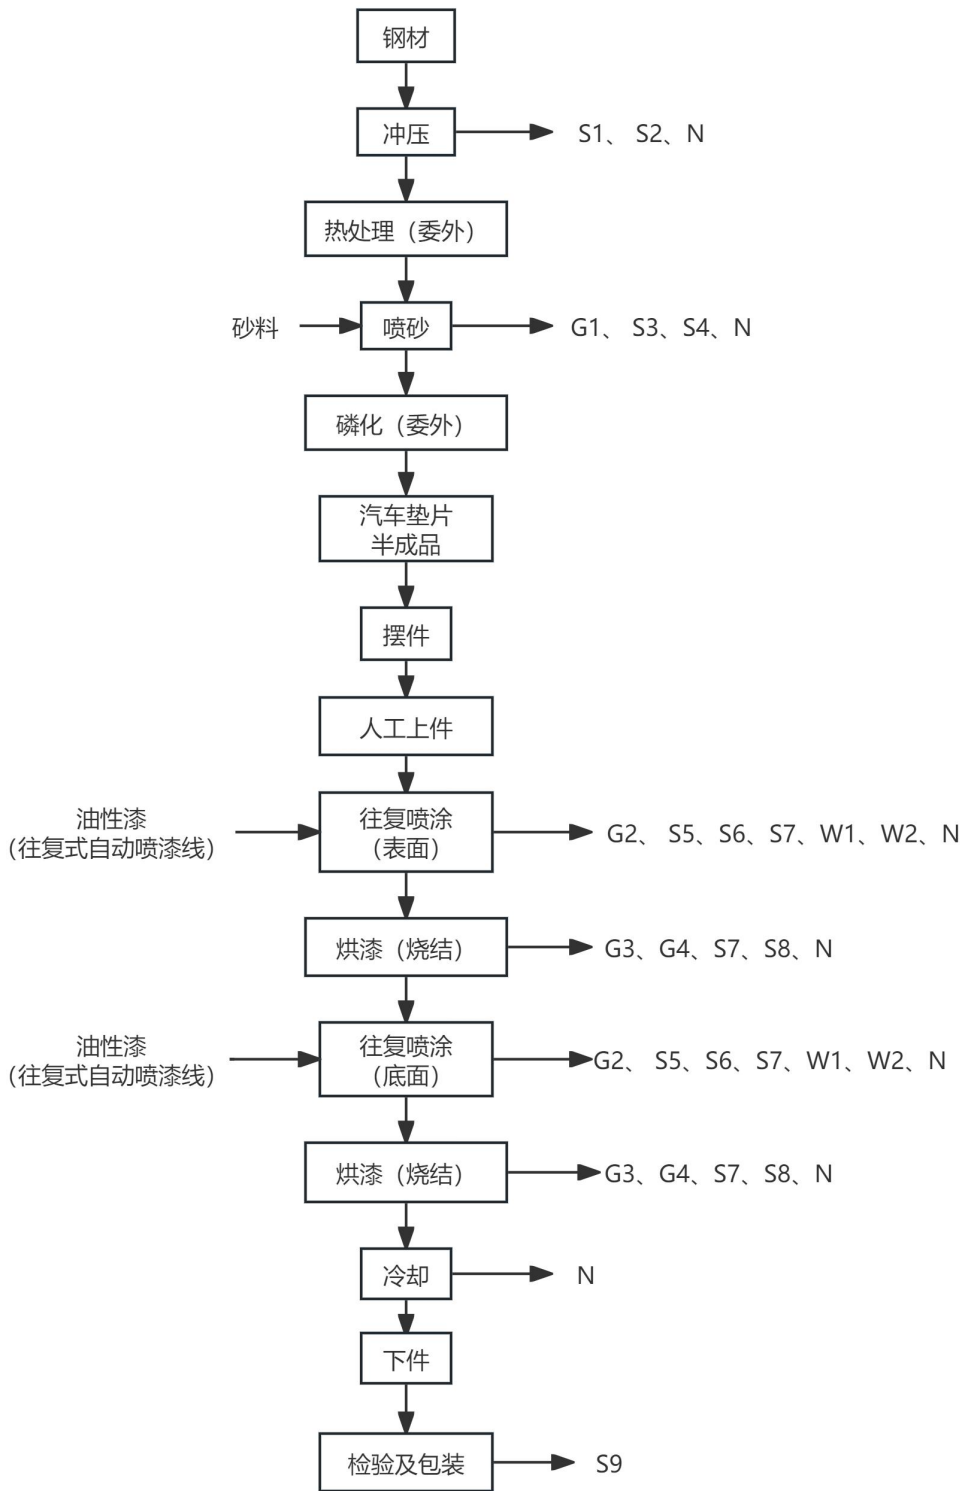 钢材
冲压
S1、 S2、N
热处理（委外）
砂料
喷砂
G1、 S3、S4、N
磷化（委外）
汽车垫片
半成品
摆件
人工上件
油性漆
（往复式自动喷漆线）
往复喷涂
（表面）
G2、 S5、S6、S7、W1、W2、N
烘漆（烧结）
G3、G4、S7、S8、N
油性漆
（往复式自动喷漆线）
往复喷涂
（底面）
G2、 S5、S6、S7、W1、W2、N
烘漆（烧结）
G3、G4、S7、S8、N
冷却
N
下件
检验及包装
S9